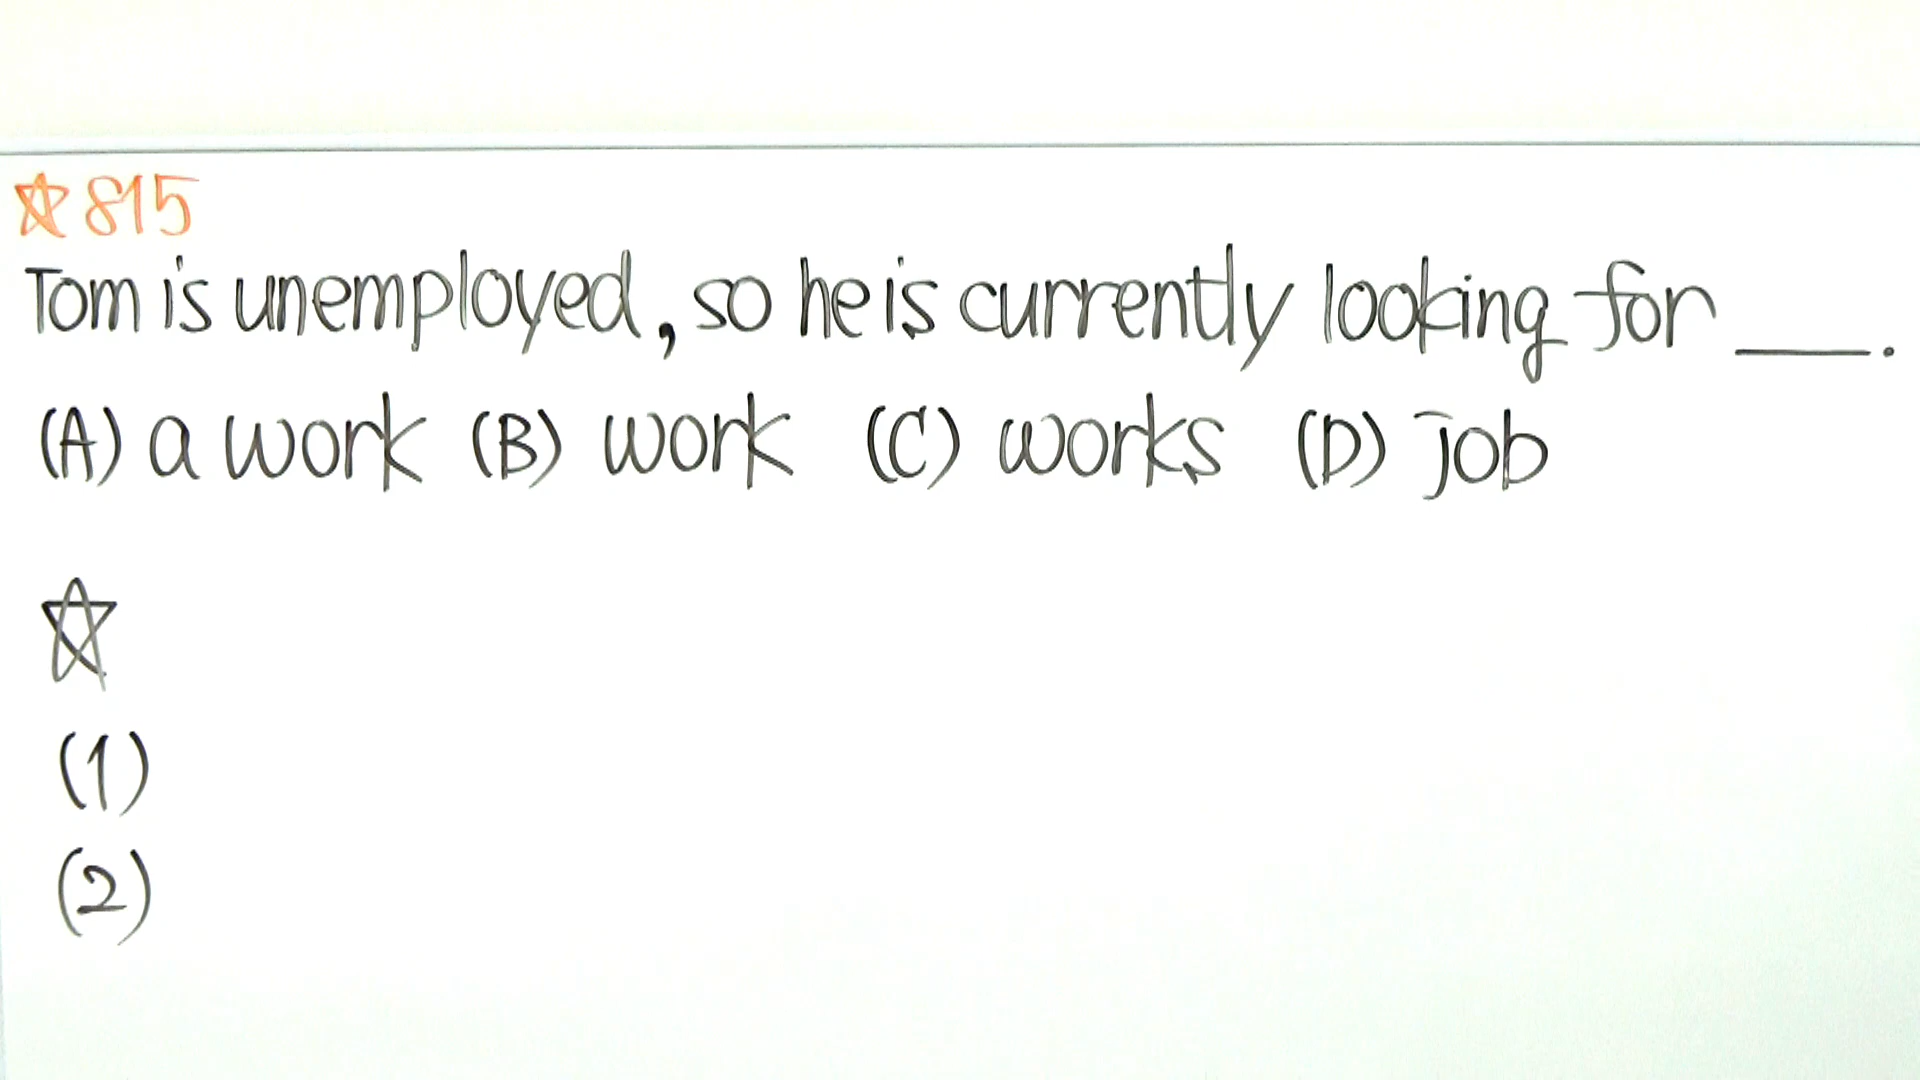 ☆815
Tom is unemployed, so he is currently looking for ___.
(A) a work (B) work (C) works (D) job
☆
(1)
(2)